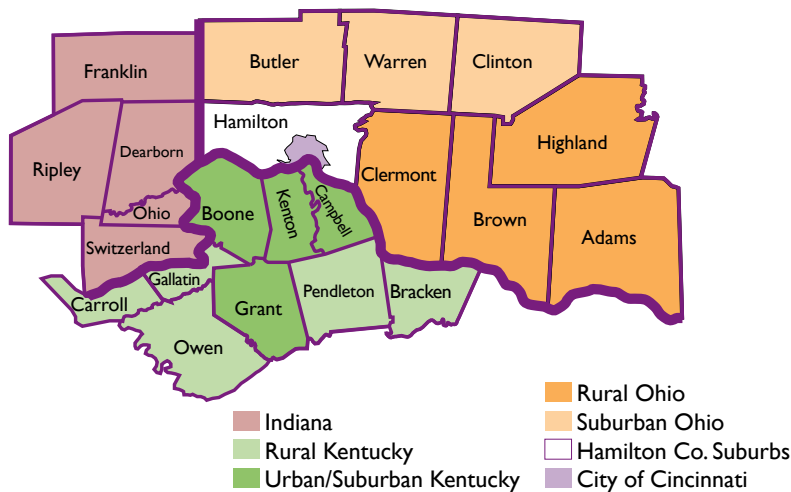 Butler
Warren
Clinton
Franklin
Hamilton
Highland
Dearborn
Ripley
Clermont
Kenton
Campbell
Ohio
Boone
Brown
Adams
Switzerland
Gallatin
Pendleton
Bracken
Carroll
Grant
Owen
Indiana
Rural Kentucky
Urban/Suburban Kentucky
Rural Ohio
Suburban Ohio
Hamilton Co. Suburbs
City of Cincinnati